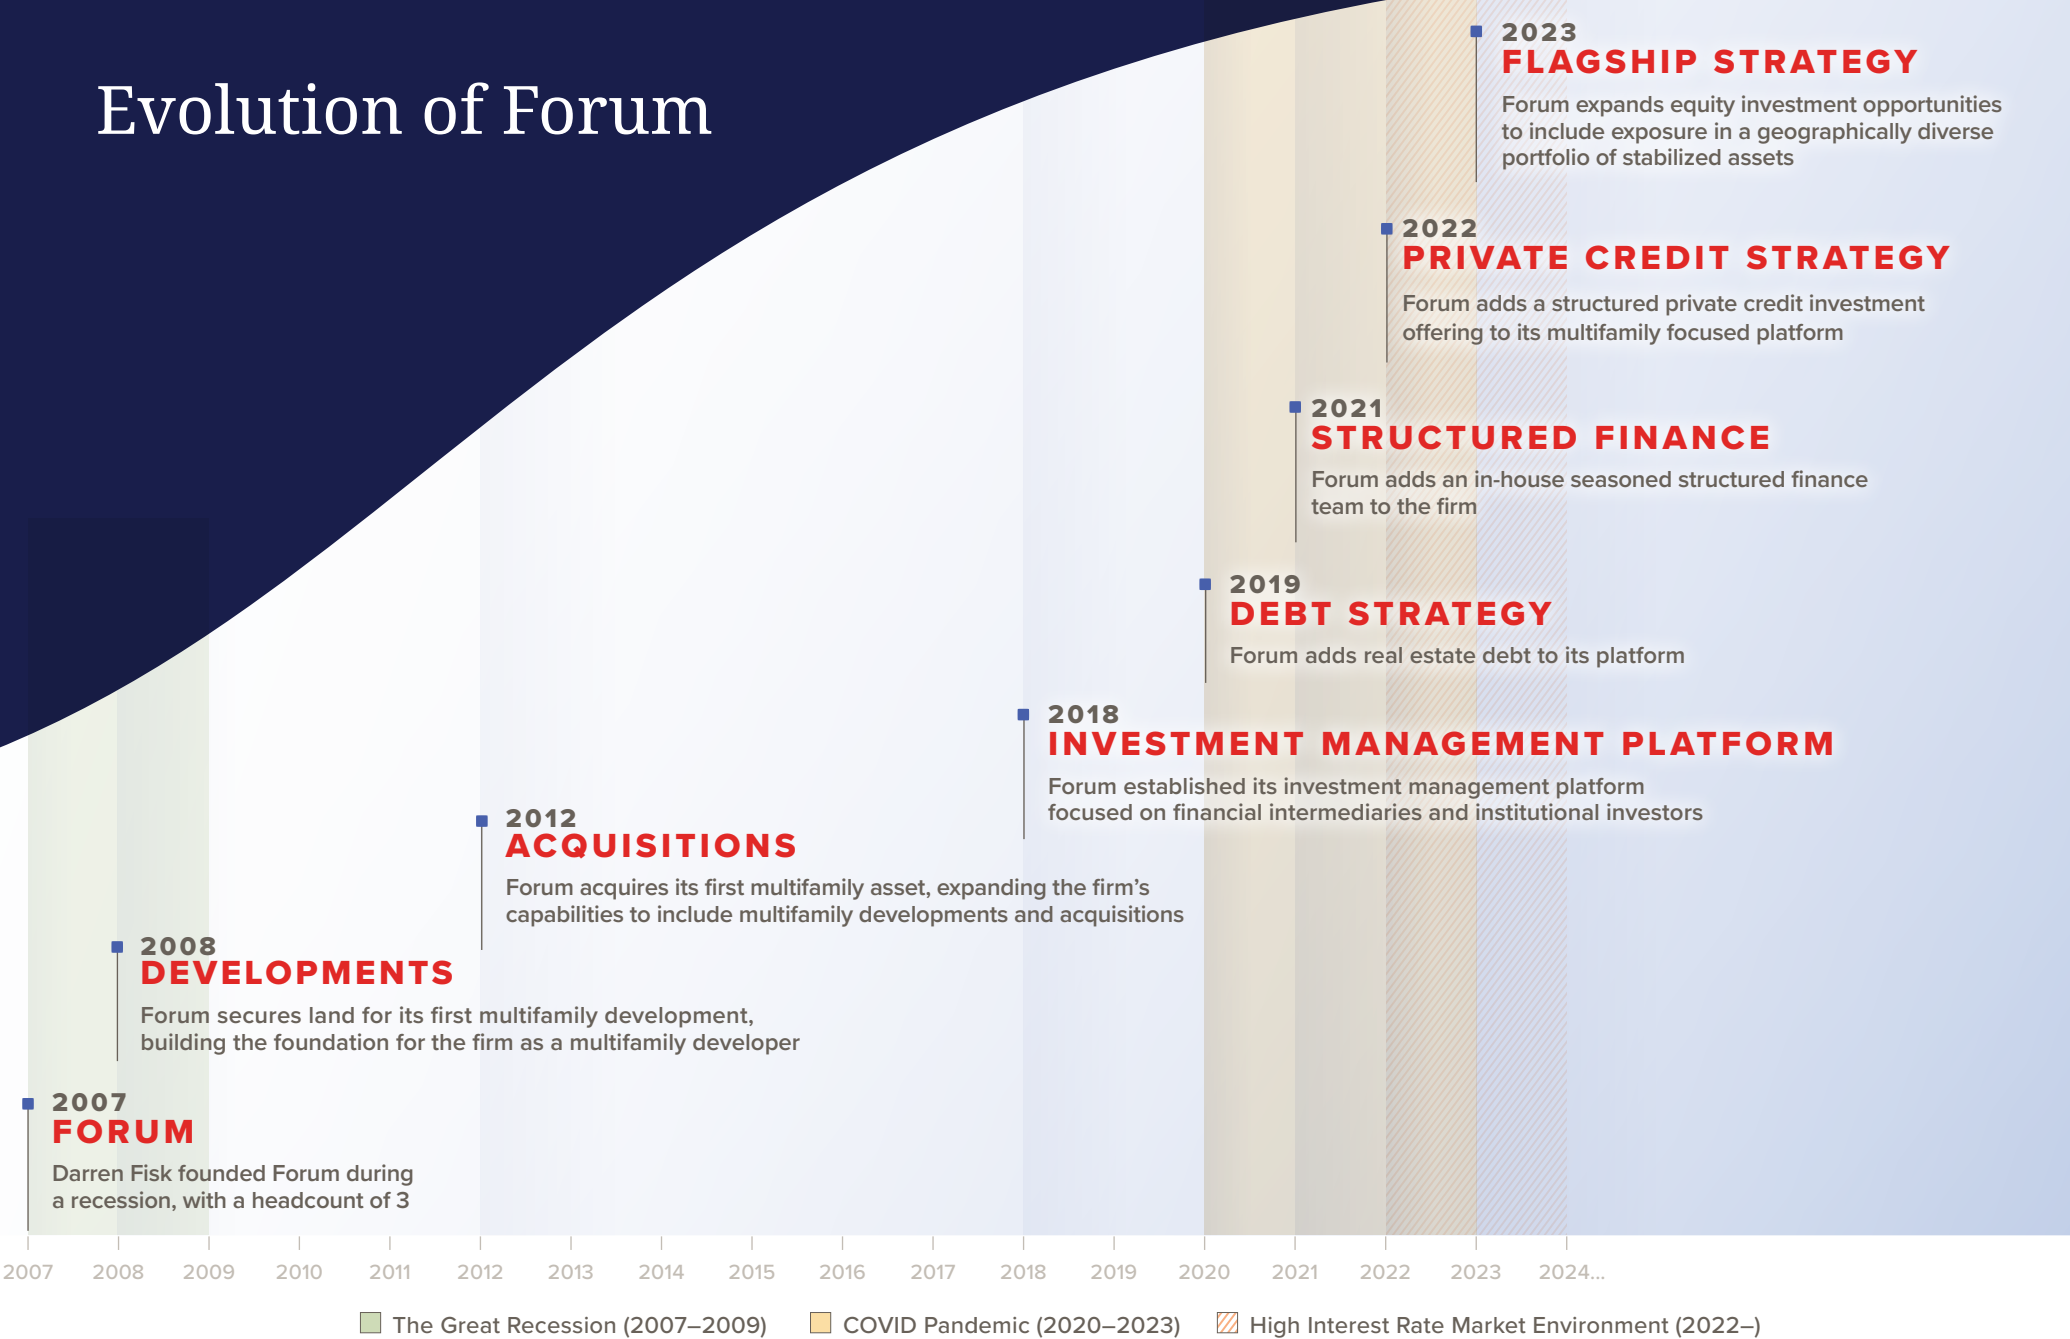 Evolution of Forum
2023
FLAGSHIP STRATEGY
Forum expands equity investment opportunities
to include exposure in a geographically diverse
portfolio of stabilized assets
2022
PRIVATE CREDIT STRATEGY
Forum adds a structured private credit investment
offering to its multifamily focused platform
2021
STRUCTURED FINANCE
Forum adds an in-house seasoned structured finance
team to the firm
2019
DEBT STRATEGY
Forum adds real estate debt to its platform
2018
INVESTMENT MANAGEMENT PLATFORM
Forum established its investment management platform
focused on financial intermediaries and institutional investors
2012
ACQUISITIONS
Forum acquires its first multifamily asset, expanding the firm’s
capabilities to include multifamily developments and acquisitions
2008
DEVELOPMENTS
Forum secures land for its first multifamily development,
building the foundation for the firm as a multifamily developer
2007
FORUM
Darren Fisk founded Forum during
a recession, with a headcount of 3
2007 2008 2009 2010 2011 2012 2013 2014 2015 2016 2017 2018 2019 2020 2021 2022 2023 2024...
The Great Recession (2007–2009) COVID Pandemic (2020–2023) High Interest Rate Market Environment (2022–)